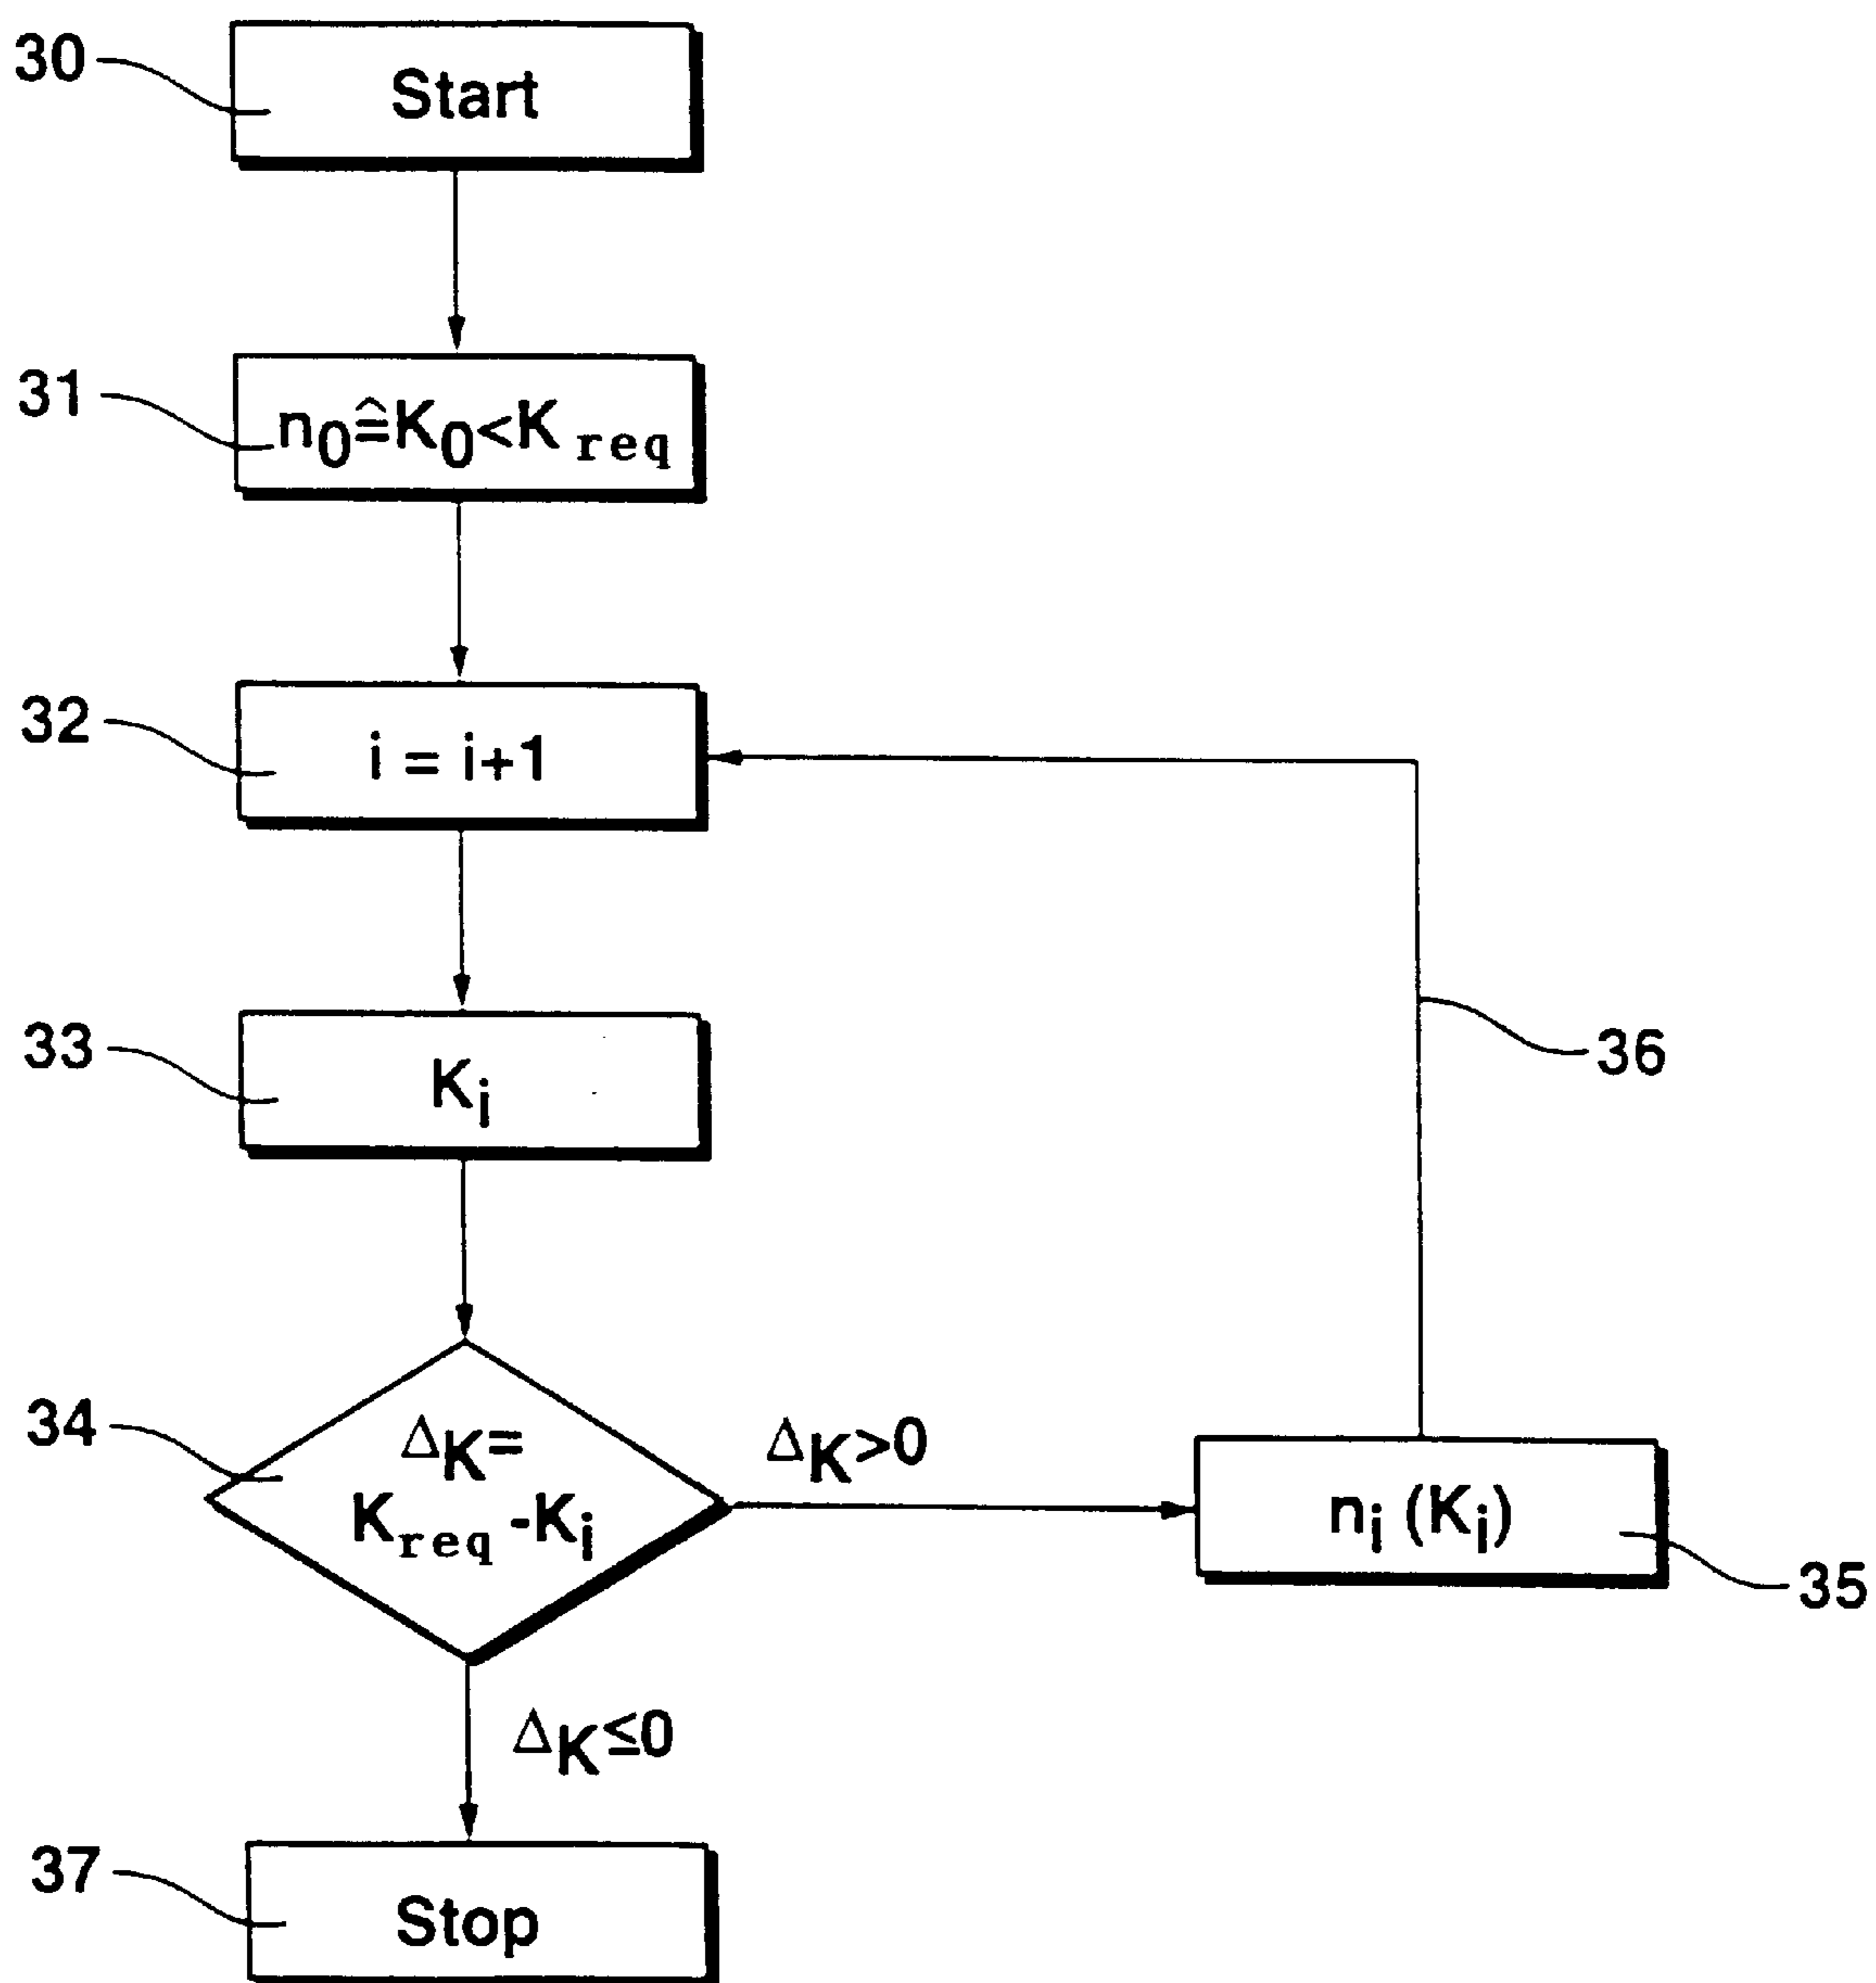 30
Start
31
n₀≙K₀<K req
32
i = i+1
33
Kᵢ
34
ΔK=
Kreq -Kᵢ
ΔK>0
nᵢ (Kᵢ)
35
36
ΔK≤0
37
Stop